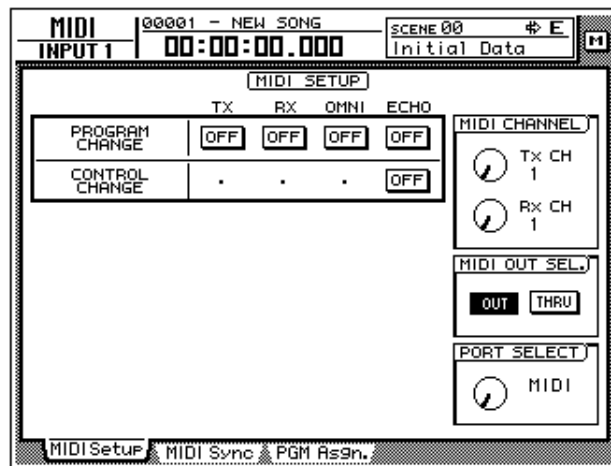 MIDI
INPUT 1
00001 - NEW SONG
00:00:00.000
SCENE 00 E
Initial Data
M
MIDI SETUP
TX RX OMNI ECHO
PROGRAM CHANGE OFF OFF OFF OFF
CONTROL CHANGE . . . OFF
MIDI CHANNEL
Tx CH
1
Rx CH
1
MIDI OUT SEL.
OUT THRU
PORT SELECT
MIDI
MIDI Setup MIDI Sync PGM Asgn.